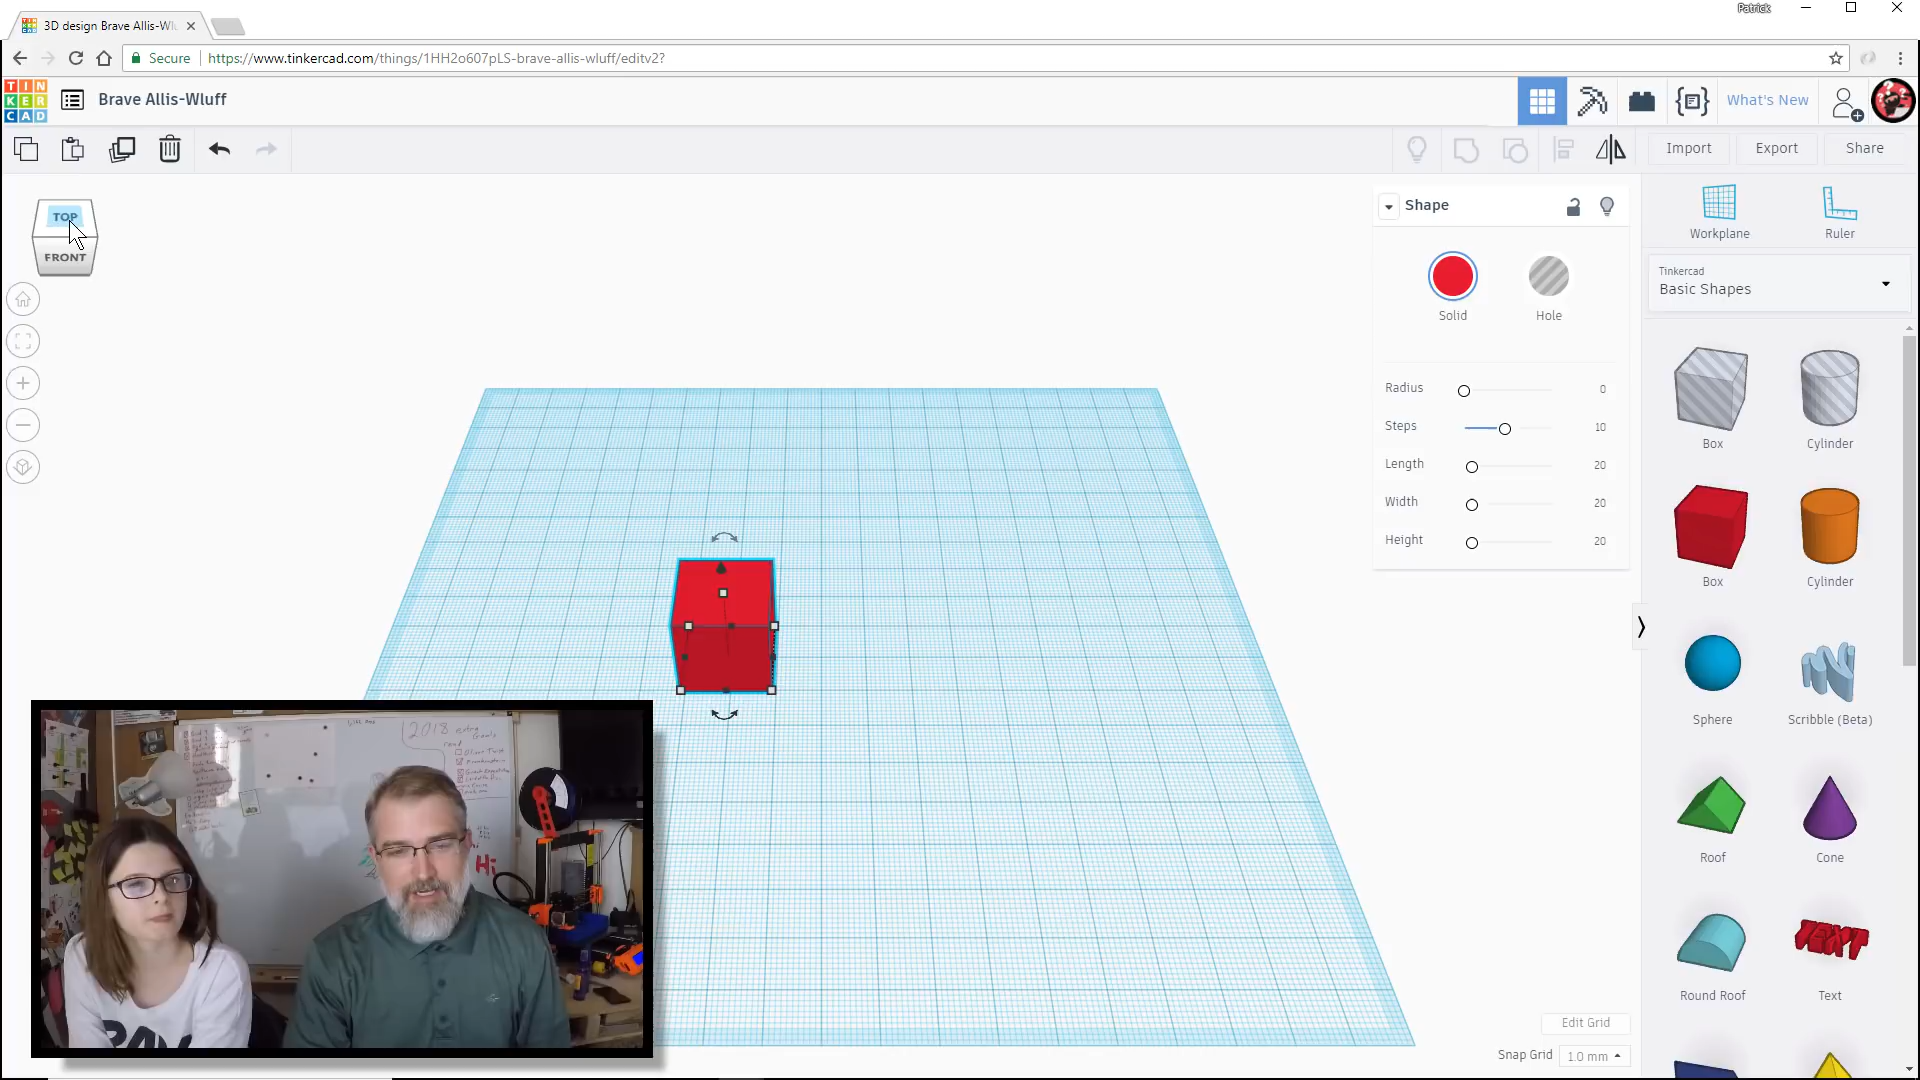 Patrick
3D design Brave Allis-Wl
Secure
https://www.tinkercad.com/things/1HH2o607pLS-brave-allis-wluff/editv2?
TIN
KER
CAD
Brave Allis-Wluff
What's New
Import
Export
Share
TOP
FRONT
Shape
Solid
Hole
Radius
0
Steps
10
Length
20
Width
20
Height
20
Workplane
Ruler
Tinkercad
Basic Shapes
Box
Cylinder
Box
Cylinder
Sphere
Scribble (Beta)
Roof
Cone
TEXT
Round Roof
Text
Edit Grid
Snap Grid
1.0 mm
2018
Hi